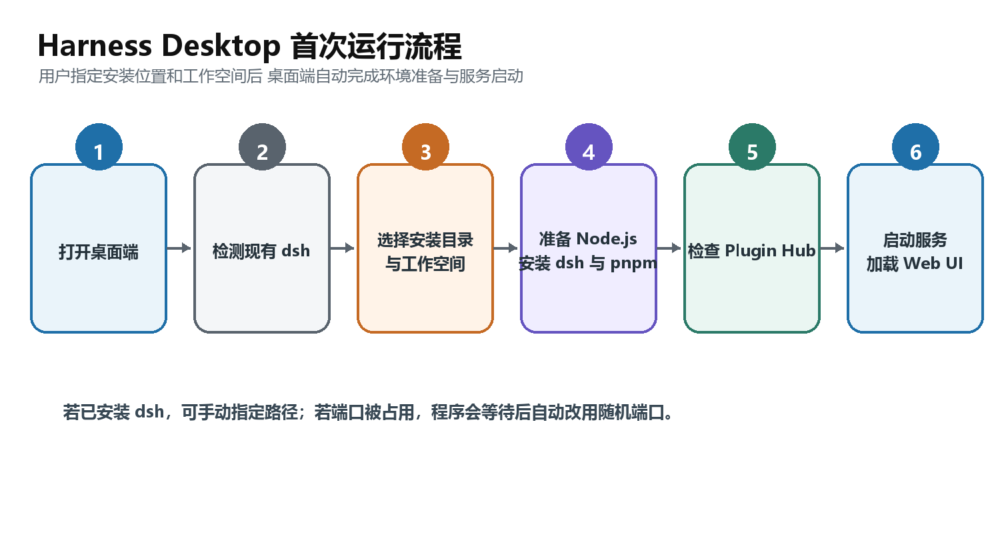 Harness Desktop 首次运行流程
用户指定安装位置和工作空间后 桌面端自动完成环境准备与服务启动
1
打开桌面端
2
检测现有 dsh
3
选择安装目录
与工作空间
4
准备 Node.js
安装 dsh 与 pnpm
5
检查 Plugin Hub
6
启动服务
加载 Web UI
若已安装 dsh，可手动指定路径；若端口被占用，程序会等待后自动改用随机端口。